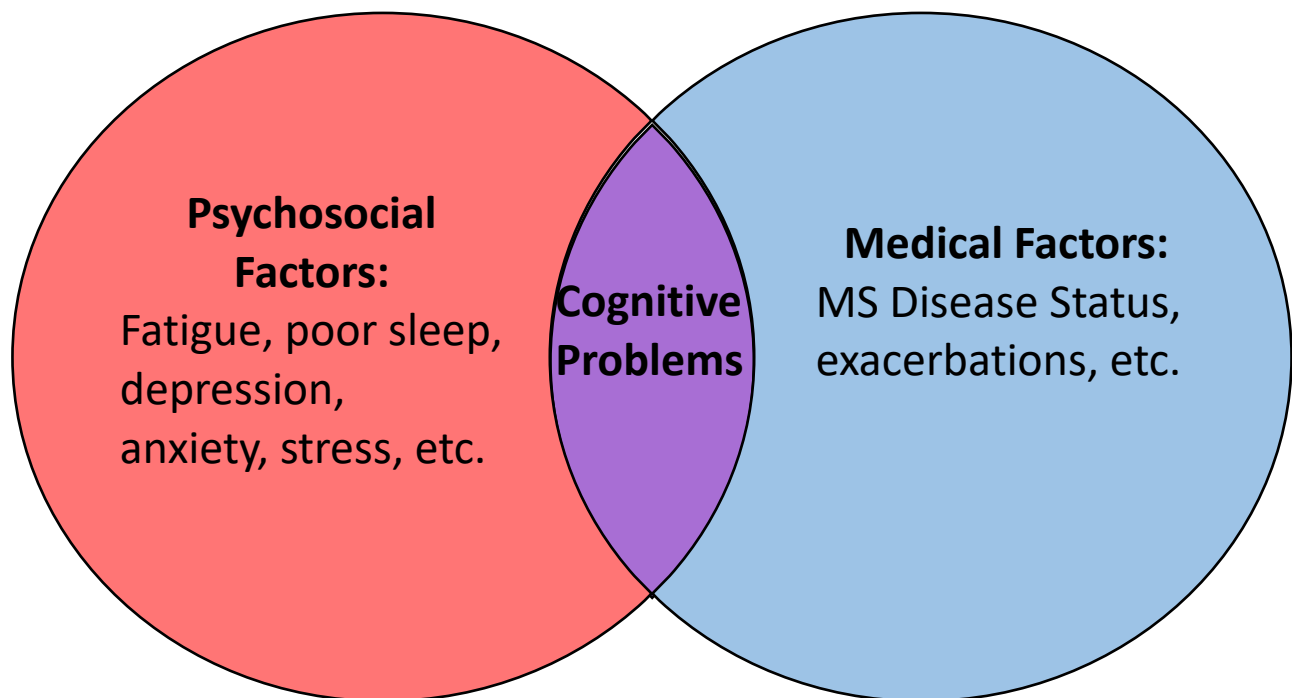 Psychosocial
Factors:
Fatigue, poor sleep,
depression,
anxiety, stress, etc.
Cognitive
Problems
Medical Factors:
MS Disease Status,
exacerbations, etc.